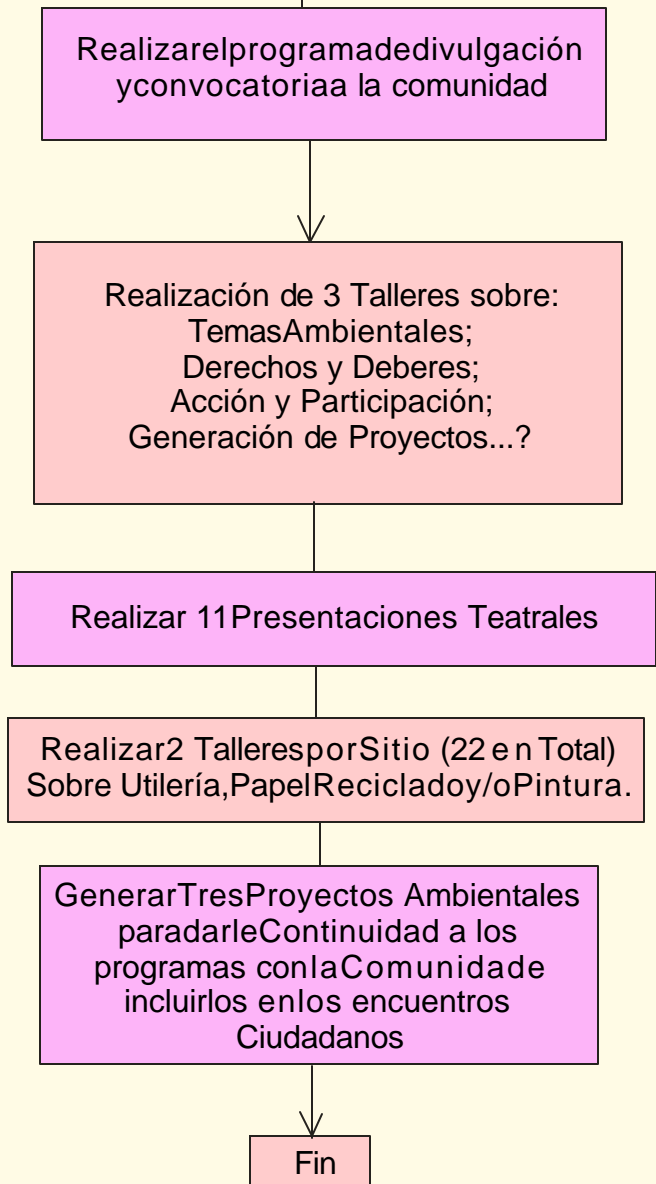 Realizarelprogramadedivulgación
yconvocatoriaa la comunidad
Realización de 3 Talleres sobre:
TemasAmbientales;
Derechos y Deberes;
Acción y Participación;
Generación de Proyectos...?
Realizar 11Presentaciones Teatrales
Realizar2 TalleresporSitio (22 en Total)
Sobre Utilería,PapelRecicladoy/oPintura.
GenerarTresProyectos Ambientales
paradarleContinuidad a los
programas conlaComunidade
incluirlos enlos encuentros
Ciudadanos
Fin